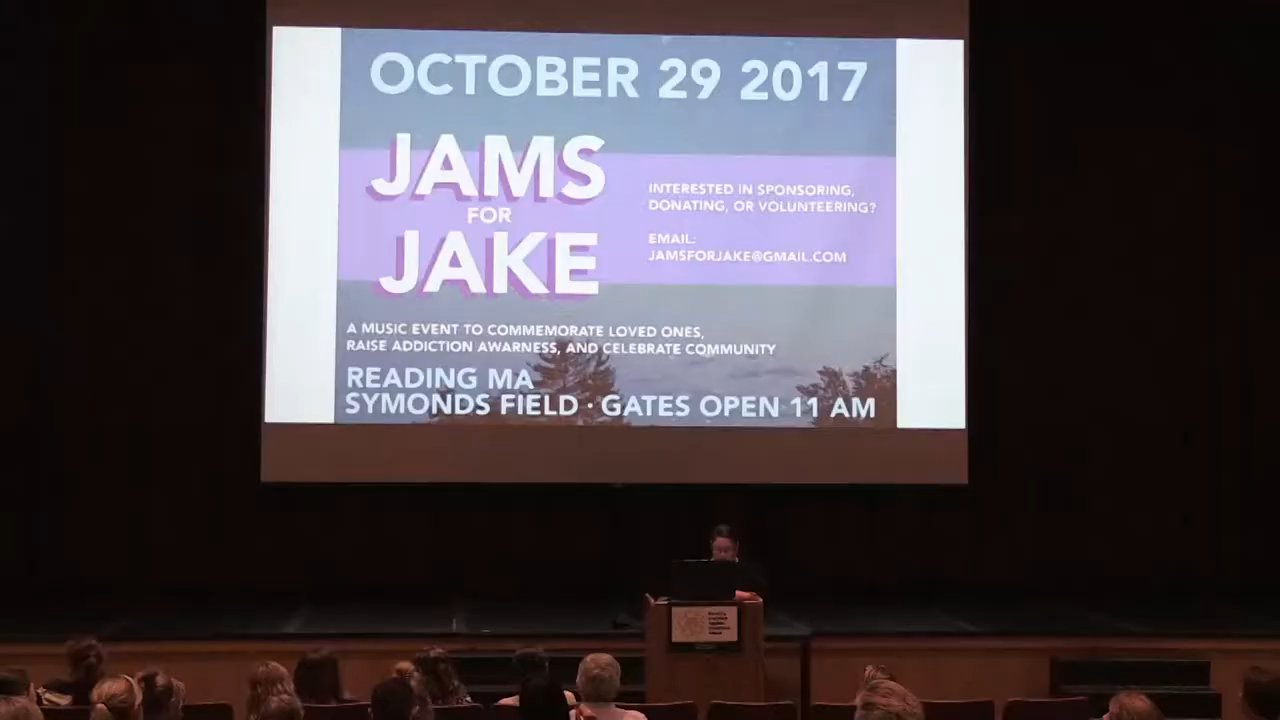 OCTOBER 29 2017
JAMS
FOR
JAKE
INTERESTED IN SPONSORING,
DONATING, OR VOLUNTEERING?
EMAIL:
JAMSFORJAKE@GMAIL.COM
A MUSIC EVENT TO COMMEMORATE LOVED ONES,
RAISE ADDICTION AWARNESS, AND CELEBRATE COMMUNITY
READING MA
SYMONDS FIELD · GATES OPEN 11 AM